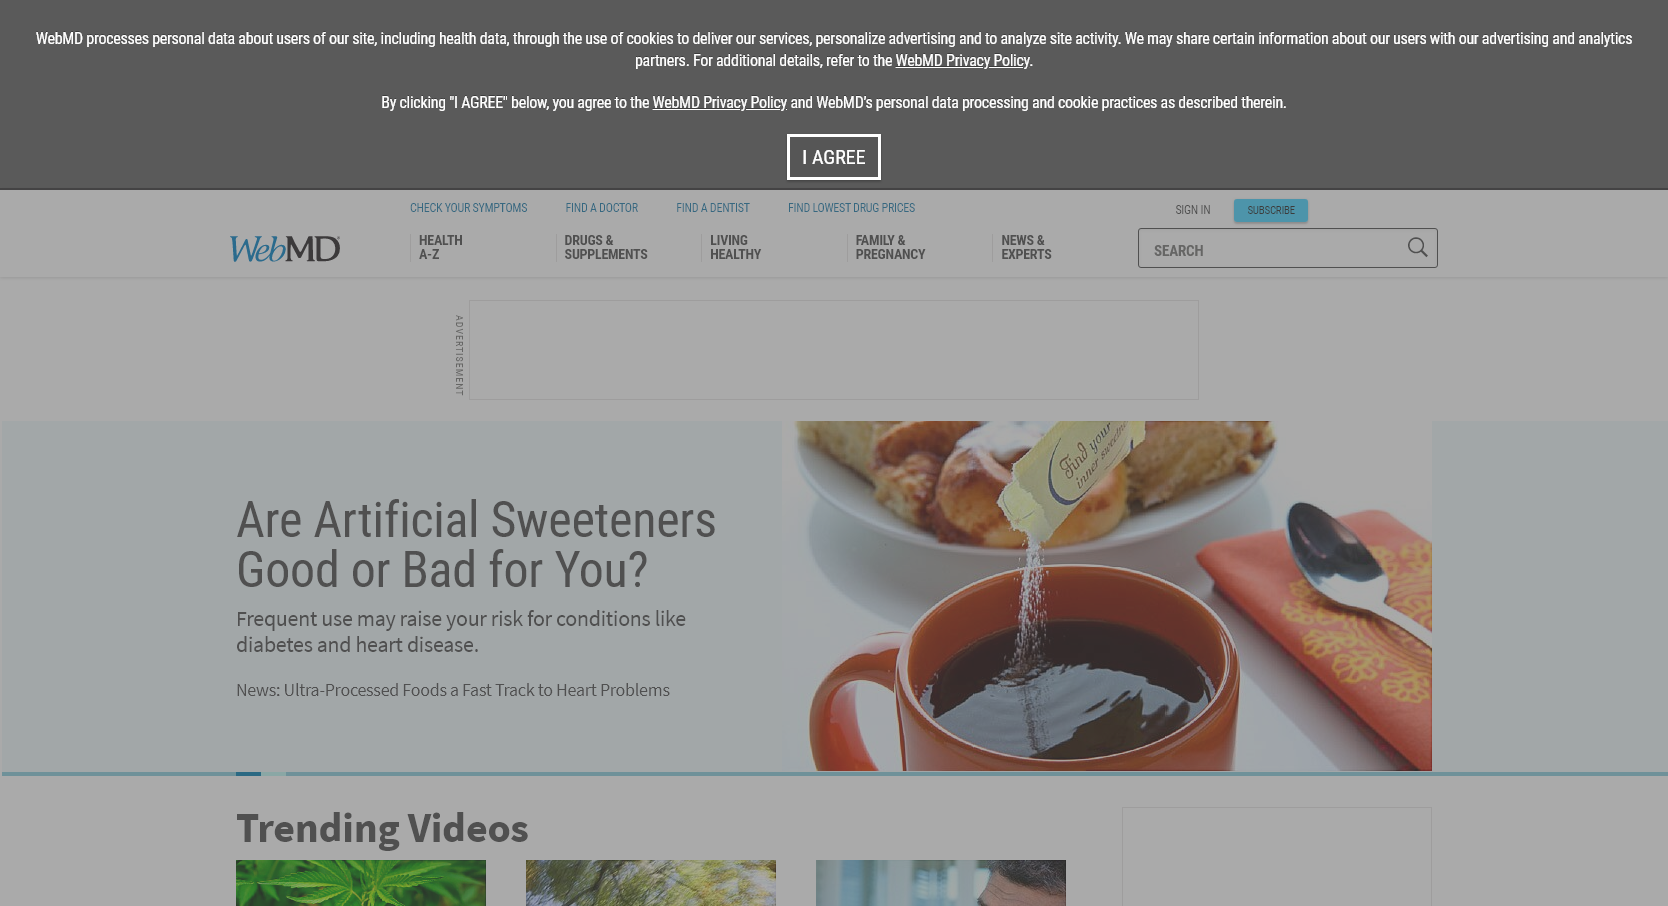 WebMD processes personal data about users of our site, including health data, through the use of cookies to deliver our services, personalize advertising and to analyze site activity. We may share certain information about our users with our advertising and analytics
partners. For additional details, refer to the WebMD Privacy Policy.
By clicking "I AGREE" below, you agree to the WebMD Privacy Policy and WebMD's personal data processing and cookie practices as described therein.
I AGREE
CHECK YOUR SYMPTOMS FIND A DOCTOR FIND A DENTIST FIND LOWEST DRUG PRICES SIGN IN SUBSCRIBE
WebMD
HEALTH
A-Z
DRUGS &
SUPPLEMENTS
LIVING
HEALTHY
FAMILY &
PREGNANCY
NEWS &
EXPERTS
SEARCH
ADVERTISEMENT
Find your
inner
Are Artificial Sweeteners
Good or Bad for You?
Frequent use may raise your risk for conditions like
diabetes and heart disease.
News: Ultra-Processed Foods a Fast Track to Heart Problems
Trending Videos